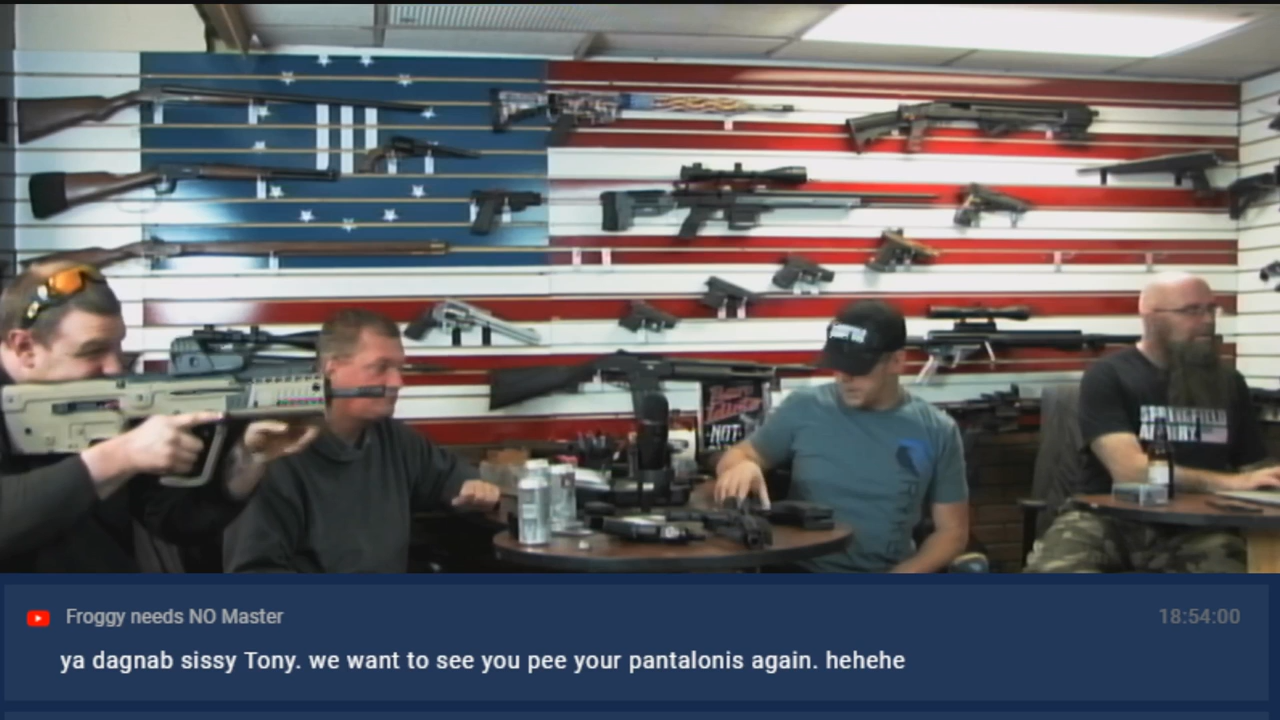 SPRINGFIELD
ARMORY
NOT
Froggy needs NO Master
18:54:00
ya dagnab sissy Tony. we want to see you pee your pantalonis again. hehehe